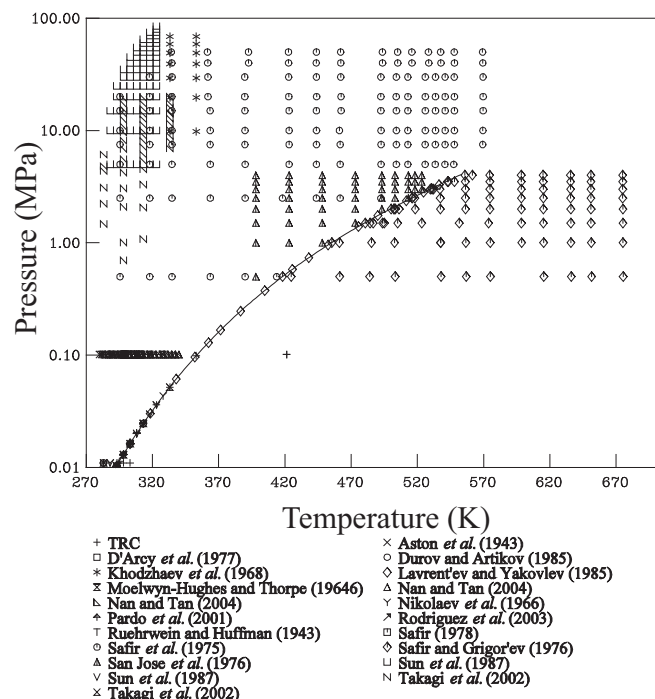 100.00
10.00
1.00
0.10
0.01
Pressure (MPa)
270 320 370 420 470 520 570 620 670
Temperature (K)
TRC
D'Arcy et al. (1977)
Khodzhaev et al. (1968)
Moelwyn-Hughes and Thorpe (19646)
Nan and Tan (2004)
Pardo et al. (2001)
Ruehrwein and Huffman (1943)
Safir et al. (1975)
San Jose et al. (1976)
Sun et al. (1987)
Takagi et al. (2002)
Aston et al. (1943)
Durov and Artikov (1985)
Lavrent'ev and Yakovlev (1985)
Nan and Tan (2004)
Nikolaev et al. (1966)
Rodriguez et al. (2003)
Safir (1978)
Safir and Grigor'ev (1976)
Sun et al. (1987)
Takagi et al. (2002)